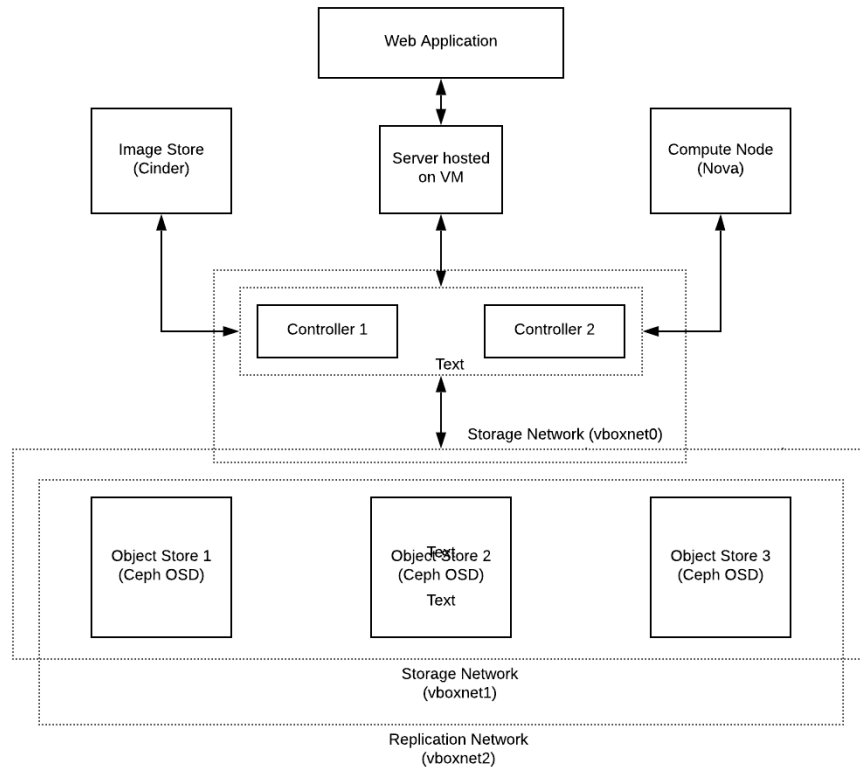 Web Application
Image Store
(Cinder)
Server hosted
on VM
Compute Node
(Nova)
Controller 1
Controller 2
Text
Storage Network (vboxnet0)
Object Store 1
(Ceph OSD)
Object Store 2
(Ceph OSD)
Text
Text
Object Store 3
(Ceph OSD)
Storage Network
(vboxnet1)
Replication Network
(vboxnet2)